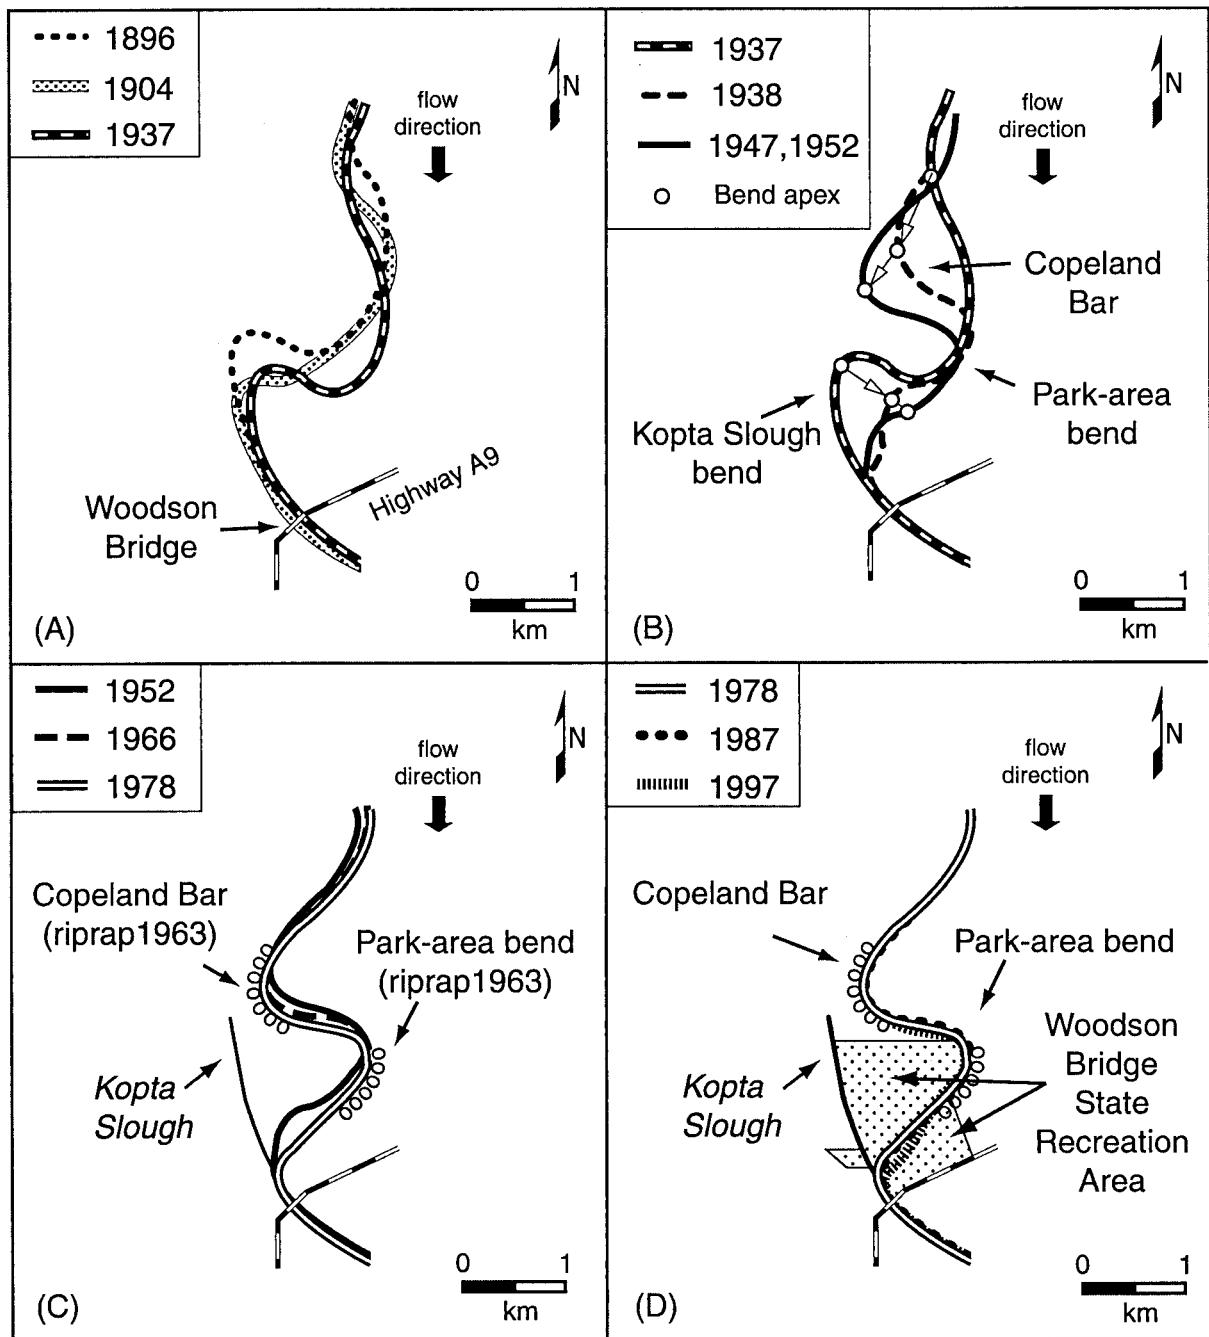 1896
1904
1937
flow
direction
N
Woodson
Bridge
Highway A9
0 1
km
(A)
1937
1938
1947,1952
Bend apex
flow
direction
N
Copeland
Bar
Park-area
bend
Kopta Slough
bend
0 1
km
(B)
1952
1966
1978
flow
direction
N
Copeland Bar
(riprap1963)
Park-area bend
(riprap1963)
Kopta
Slough
0 1
km
(C)
1978
1987
1997
flow
direction
N
Copeland Bar
Park-area bend
Woodson
Bridge
State
Recreation
Area
Kopta
Slough
0 1
km
(D)